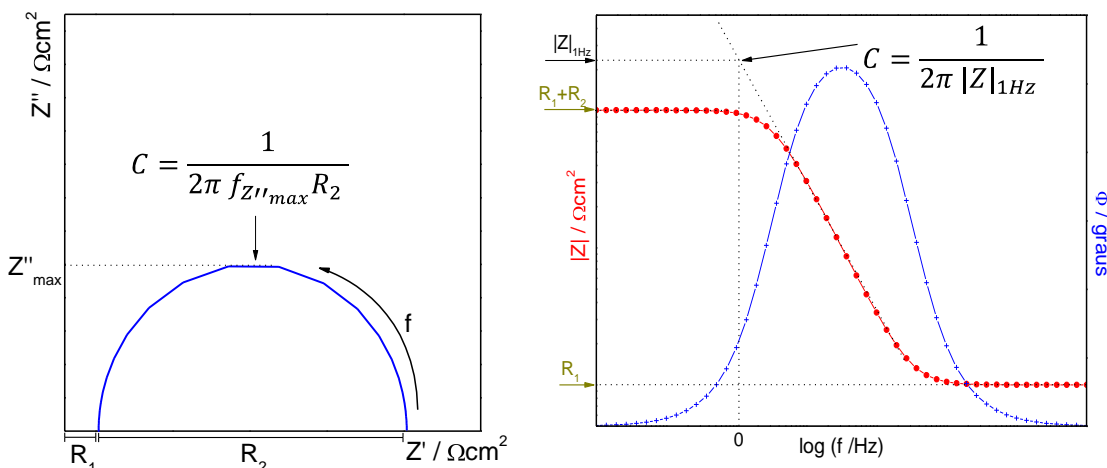 Z'' / Ωcm²
C = 1 / 2π f_Z''max R₂
Z''max
f
R₁
R₂
Z' / Ωcm²
|Z|₁Hz
C = 1 / 2π |Z|₁Hz
R₁+R₂
|Z| / Ωcm²
Φ / graus
R₁
0
log (f /Hz)